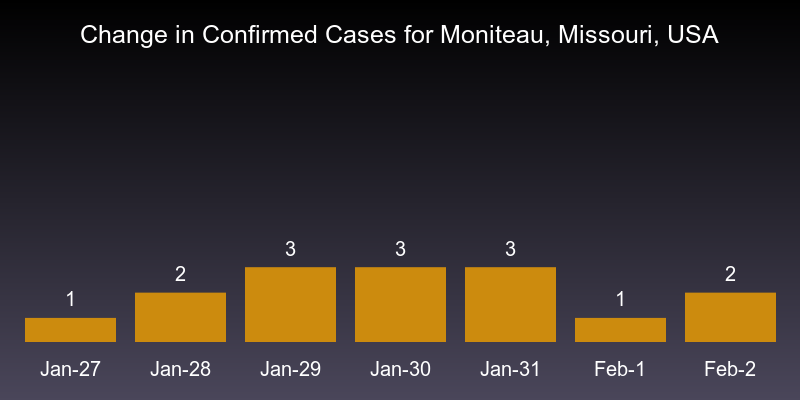 Change in Confirmed Cases for Moniteau, Missouri, USA
1 2 3 3 3 1 2
Jan-27 Jan-28 Jan-29 Jan-30 Jan-31 Feb-1 Feb-2